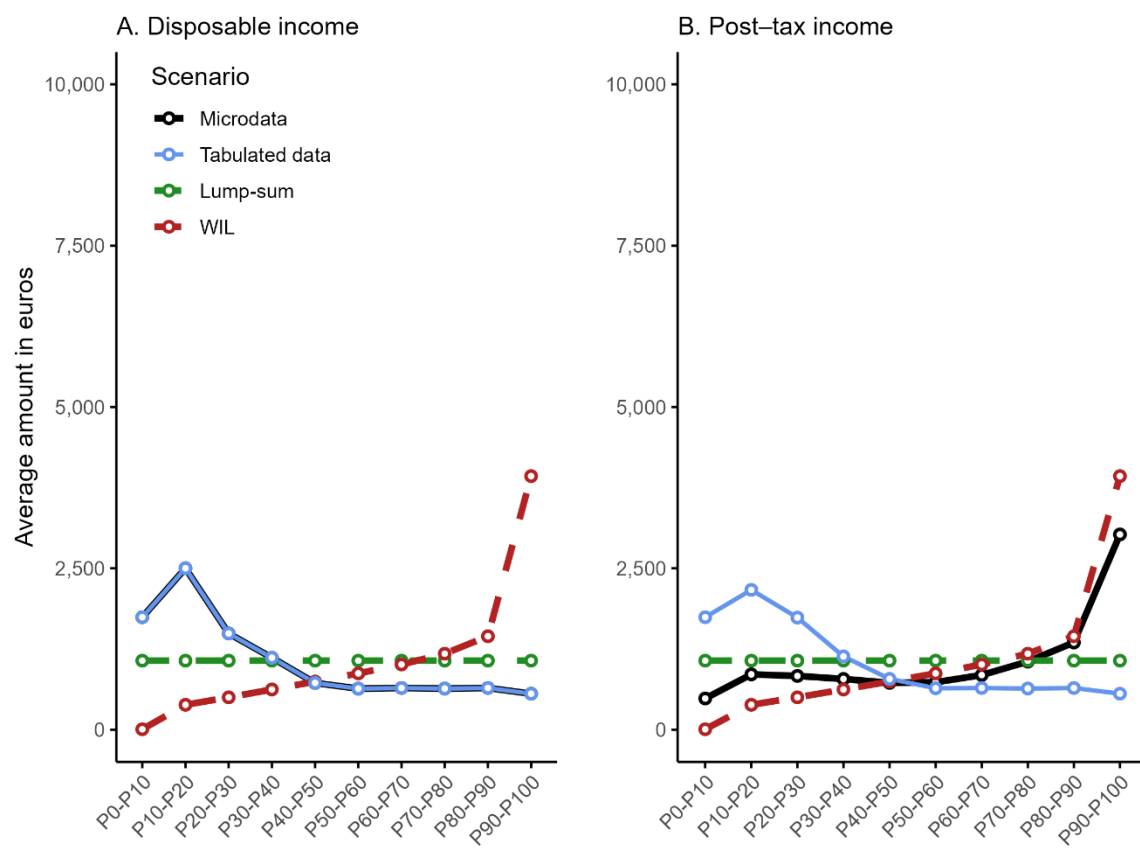 A. Disposable income
Scenario
Microdata
Tabulated data
Lump-sum
WIL
Average amount in euros
10,000
7,500
5,000
2,500
0
P0-P10
P10-P20
P20-P30
P30-P40
P40-P50
P50-P60
P60-P70
P70-P80
P80-P90
P90-P100
B. Post–tax income
10,000
7,500
5,000
2,500
0
P0-P10
P10-P20
P20-P30
P30-P40
P40-P50
P50-P60
P60-P70
P70-P80
P80-P90
P90-P100